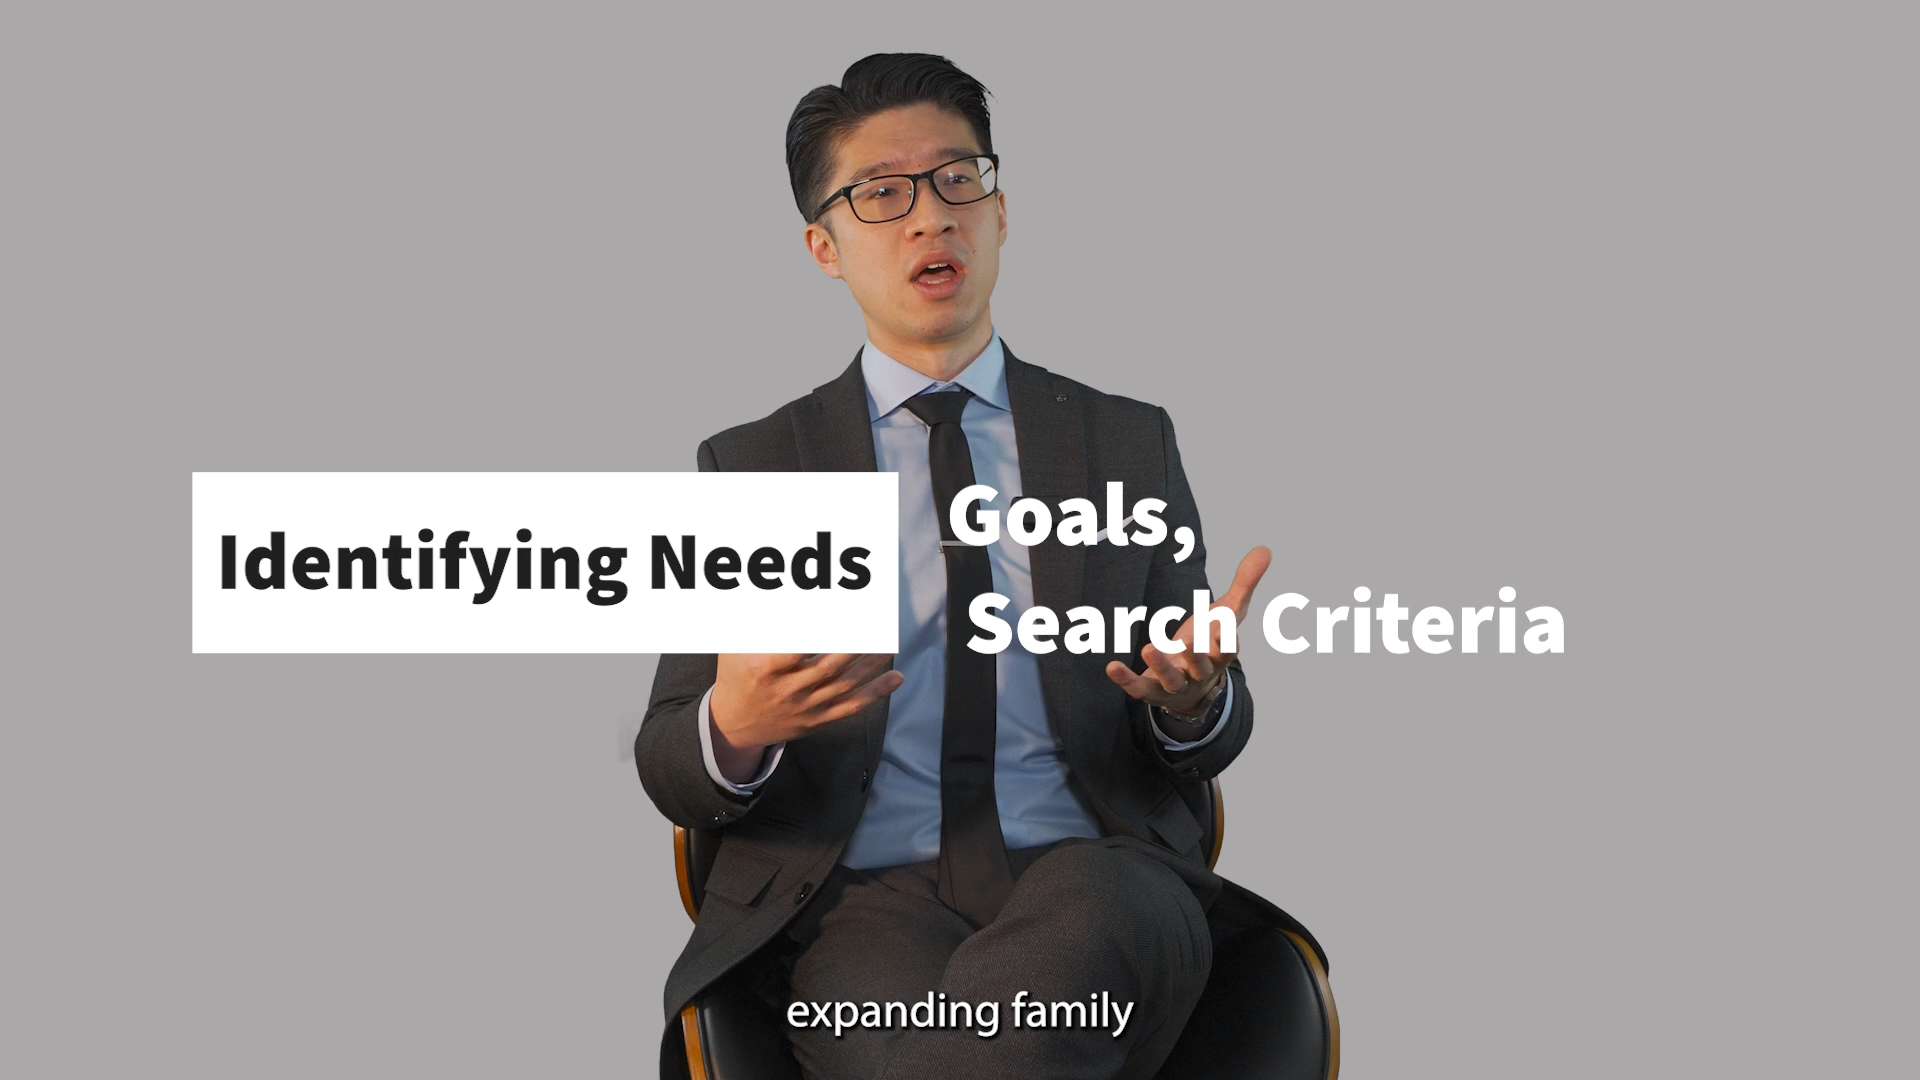 Identifying Needs
Goals,
Search Criteria
expanding family